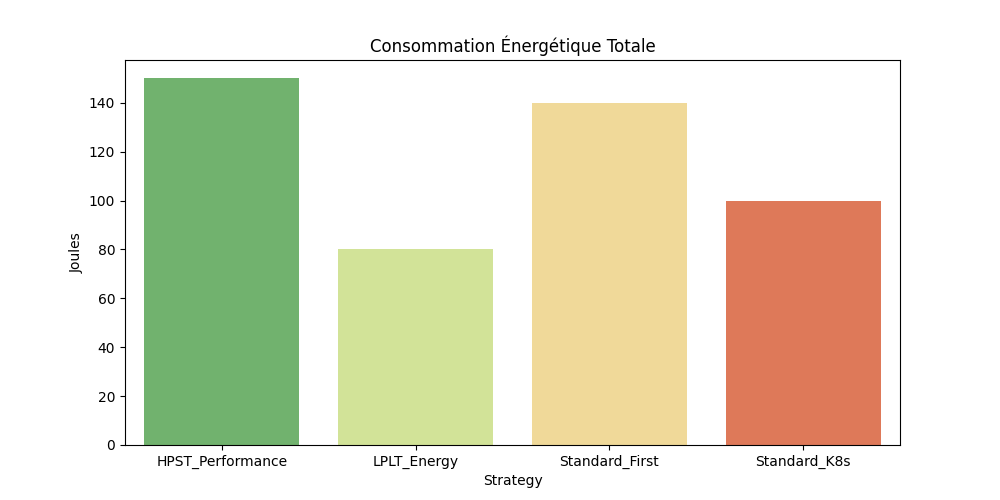 Consommation Énergétique Totale
Joules
140
120
100
80
60
40
20
0
HPST_Performance LPLT_Energy Standard_First Standard_K8s
Strategy